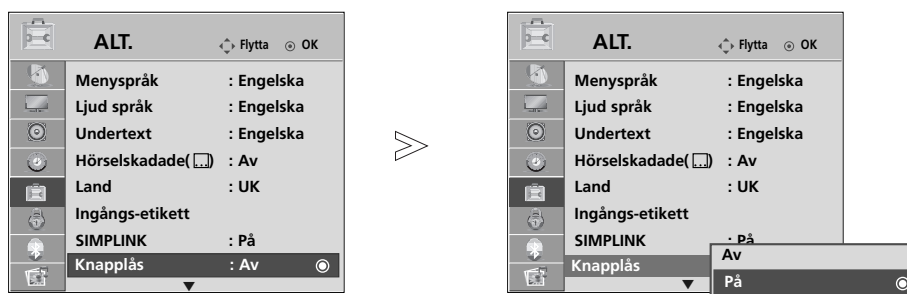 ALT. Flytta OK
Menyspråk : Engelska
Ljud språk : Engelska
Undertext : Engelska
Hörselskadade( ) : Av
Land : UK
Ingångs-etikett
SIMPLINK : På
Knapplås : Av
ALT. Flytta OK
Menyspråk : Engelska
Ljud språk : Engelska
Undertext : Engelska
Hörselskadade( ) : Av
Land : UK
Ingångs-etikett
SIMPLINK : På
Knapplås
Av
På